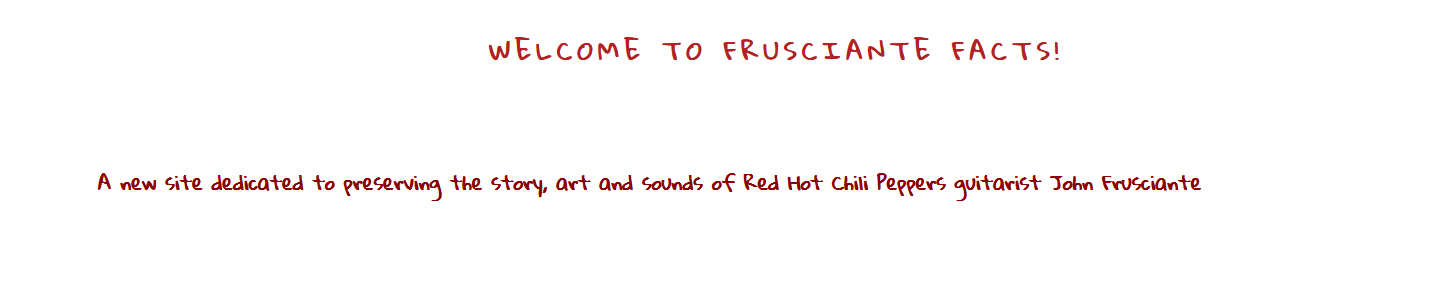 WELCOME TO FRUSCIANTE FACTS!
A new site dedicated to preserving the story, art and sounds of Red Hot Chili Peppers guitarist John Frusciante